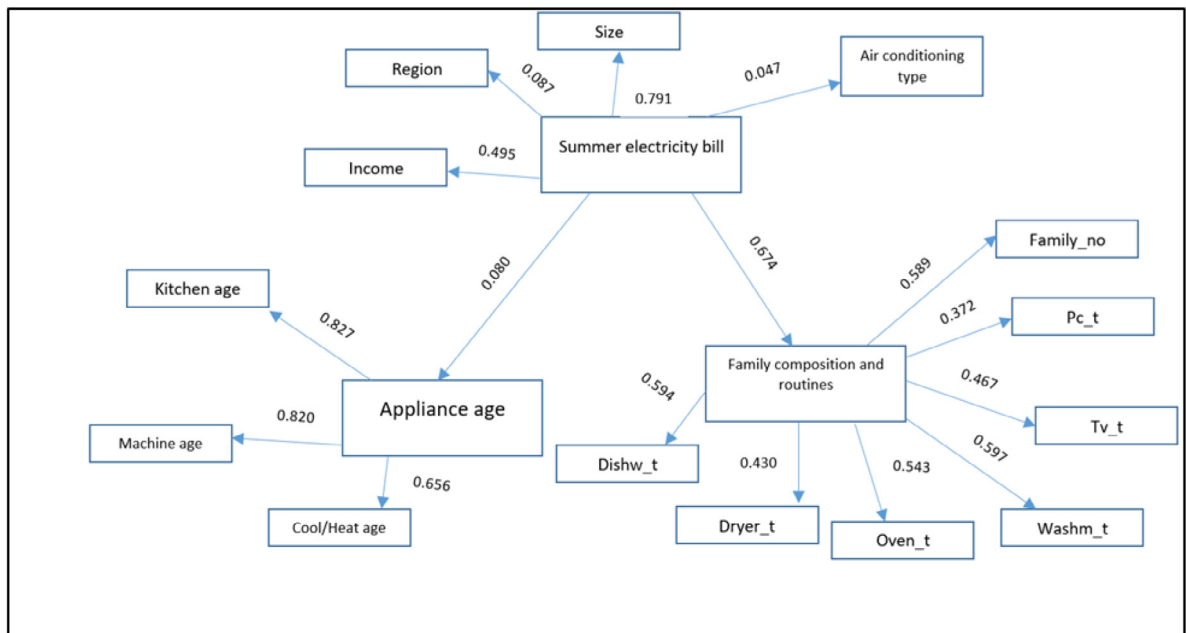 Size
Region
0.087
0.791
0.047
Air conditioning
type
Summer electricity bill
Income
0.495
0.080
0.674
Family_no
0.589
Kitchen age
0.827
Pc_t
0.372
Family composition and
routines
Appliance age
0.594
0.467
Tv_t
Machine age
0.820
0.656
Dishw_t
0.430
0.543
0.597
Cool/Heat age
Dryer_t
Oven_t
Washm_t